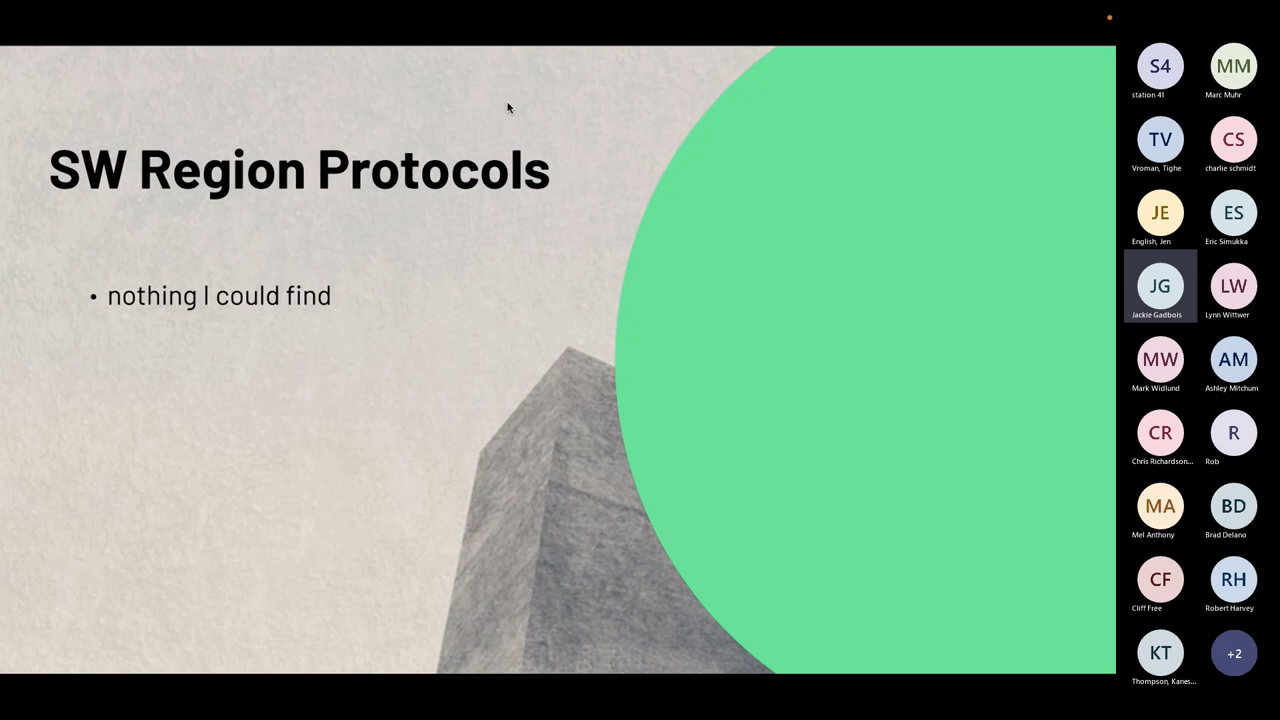 SW Region Protocols
• nothing I could find
S4
station 41
MM
Marc Muhr
TV
Vroman, Tighe
CS
charlie schmidt
JE
English, Jen
ES
Eric Simukka
JG
Jackie Gadbois
LW
Lynn Wittwer
MW
Mark Widlund
AM
Ashley Mitchum
CR
Chris Richardson...
R
Rob
MA
Mel Anthony
BD
Brad Delano
CF
Cliff Free
RH
Robert Harvey
KT
Thompson, Kanes...
+2